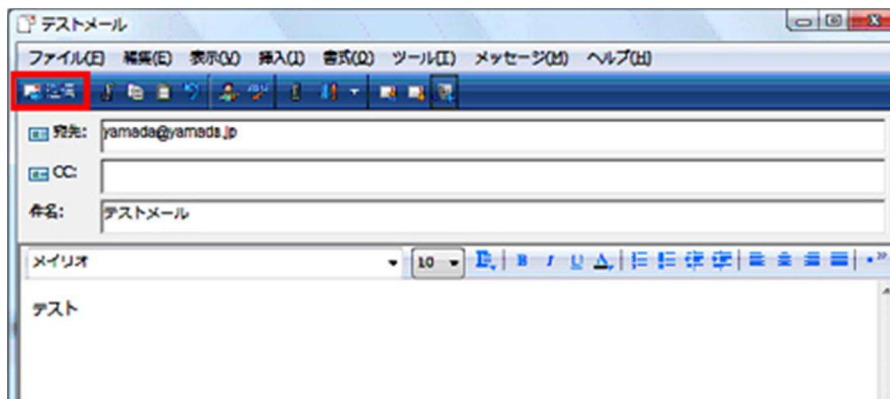 テストメール
ファイル(F) 編集(E) 表示(V) 挿入(I) 書式(O) ツール(T) メッセージ(M) ヘルプ(H)
送信
宛先: yamada@yamada.jp
CC:
件名: テストメール
メイリオ 10 B I U A
テスト